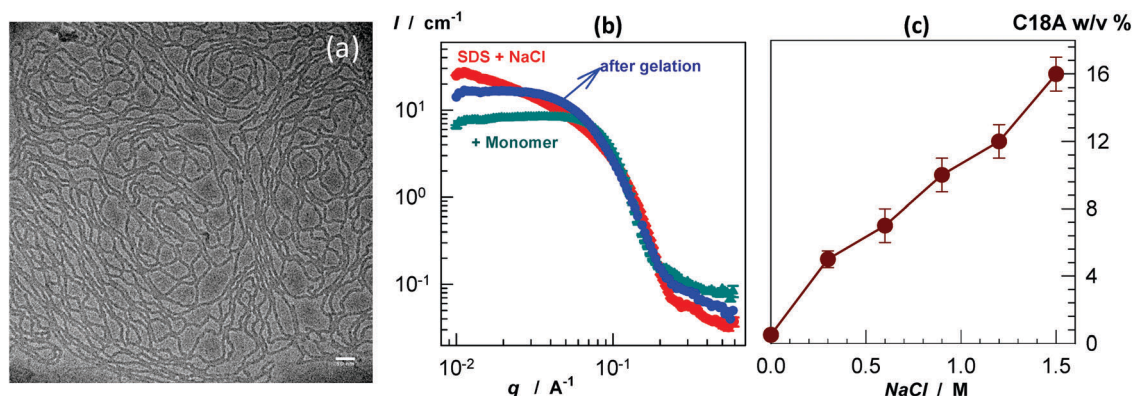 (a)
I / cm⁻¹
(b)
SDS + NaCl
after gelation
+ Monomer
10¹
10⁰
10⁻¹
10⁻²
10⁻¹
q / A⁻¹
(c)
C18A w/v %
16
12
8
4
0
0.0
0.5
1.0
1.5
NaCl / M